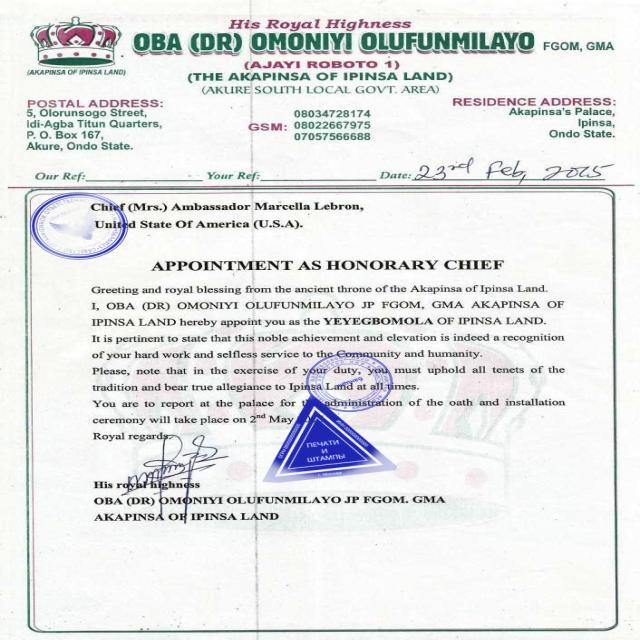 His Royal Highness
OBA (DR) OMONIYI OLUFUNMILAYO FGOM, GMA
(AJAYI ROBOTO 1)
(THE AKAPINSA OF IPINSA LAND)
(AKURE SOUTH LOCAL GOVT. AREA)
(AKAPINSA OF IPINSA LAND)
POSTAL ADDRESS:
5, Olorunsogo Street,
Idi-Agba Titun Quarters,
P. O. Box 167,
Akure, Ondo State.
GSM: 08034728174
08022667975
07057566688
RESIDENCE ADDRESS:
Akapinsa's Palace,
Ipinsa,
Ondo State.
Our Ref: Your Ref: Date: 23rd Feb, 2025
Chief (Mrs.) Ambassador Marcella Lebron,
United State Of America (U.S.A).
APPOINTMENT AS HONORARY CHIEF
Greeting and royal blessing from the ancient throne of the Akapinsa of Ipinsa Land.
I, OBA (DR) OMONIYI OLUFUNMILAYO JP FGOM, GMA AKAPINSA OF
IPINSA LAND hereby appoint you as the YEYEGBOMOLA OF IPINSA LAND.
It is pertinent to state that this noble achievement and elevation is indeed a recognition
of your hard work and selfless service to the Community and humanity.
Please, note that in the exercise of your duty, you must uphold all tenets of the
tradition and bear true allegiance to Ipinsa Land at all times.
You are to report at the palace for the administration of the oath and installation
ceremony will take place on 2nd May
Royal regards
His royal highness
OBA (DR) OMONIYI OLUFUNMILAYO JP FGOM. GMA
AKAPINSA OF IPINSA LAND
ПЕЧАТИ
И
ШТАМПЫ